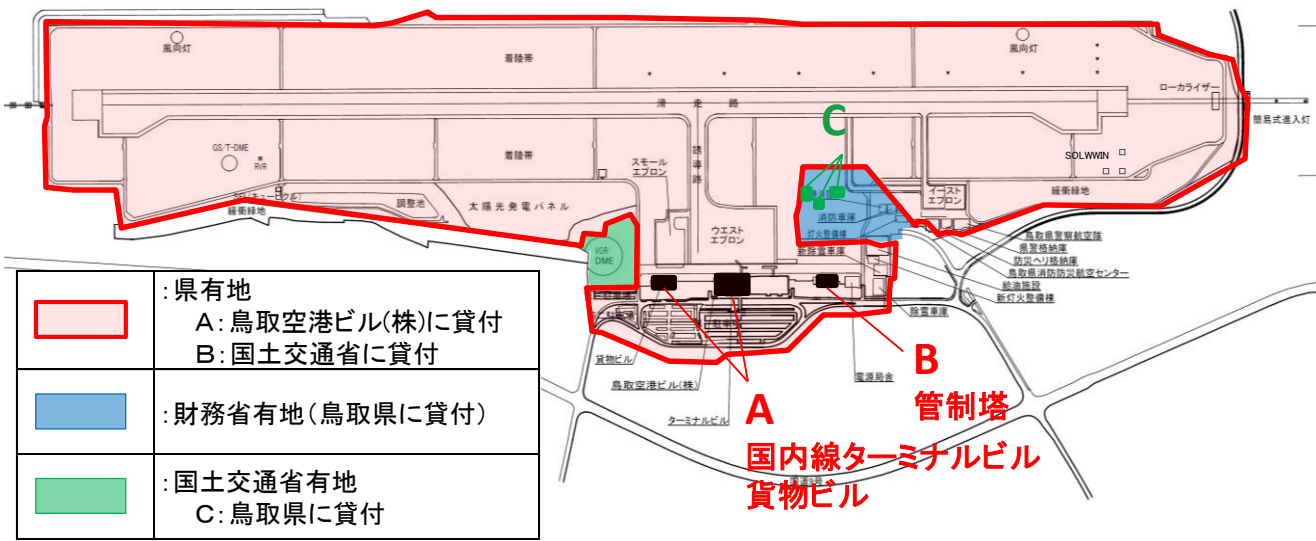 風向灯
着陸帯
風向灯
ローカライザー
滑走路
簡易式進入灯
C
GS/T-DME
RVR
着陸帯
スモール
エプロン
誘導路
SOLWWIN
イースト
エプロン
緩衝緑地
調整池
太陽光発電パネル
緩衝緑地
消防車庫
灯火整備棟
ウエスト
エプロン
新除雪車庫
VOR/
DME
鳥取県警察航空隊
県警格納庫
防災ヘリ格納庫
鳥取県消防防災航空センター
給油施設
新灯火整備棟
除雪車庫
貨物ビル
鳥取空港ビル(株)
ターミナルビル
電源局舎
A
国内線ターミナルビル
貨物ビル
B
管制塔
国道9号
:県有地
A:鳥取空港ビル(株)に貸付
B:国土交通省に貸付
:財務省有地(鳥取県に貸付)
:国土交通省有地
C:鳥取県に貸付